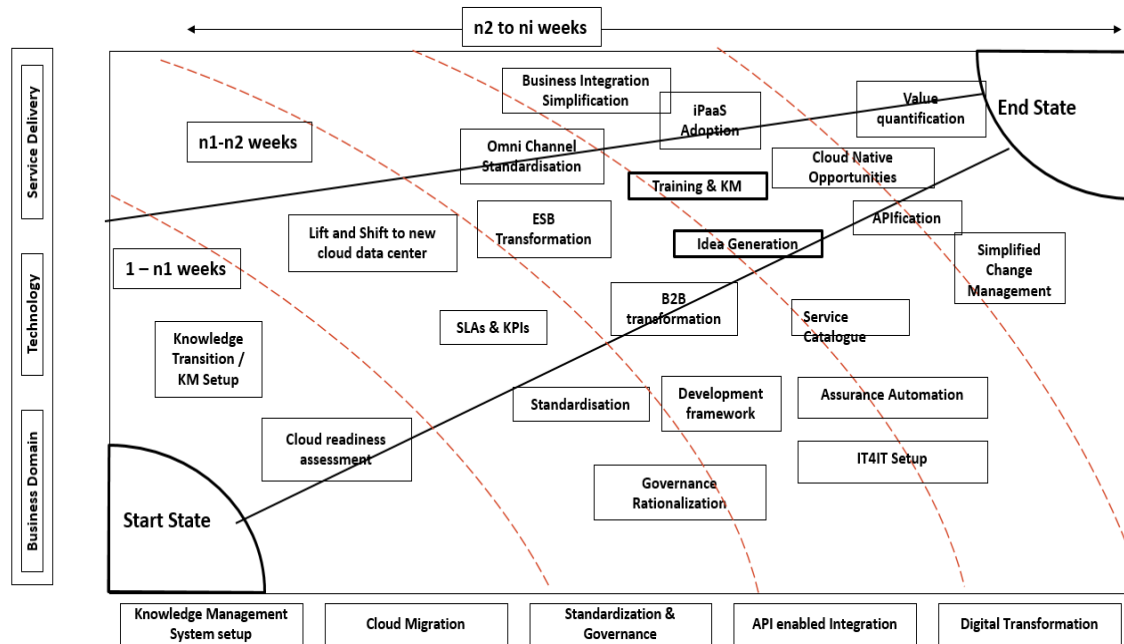 n2 to ni weeks
Service Delivery
Technology
Business Domain
Business Integration
Simplification
iPaaS
Adoption
Value
quantification
End State
n1-n2 weeks
Omni Channel
Standardisation
Cloud Native
Opportunities
Training & KM
Lift and Shift to new
cloud data center
ESB
Transformation
APIfication
Idea Generation
Simplified
Change
Management
1 – n1 weeks
B2B
transformation
SLAs & KPIs
Service
Catalogue
Knowledge
Transition /
KM Setup
Standardisation
Development
framework
Assurance Automation
Cloud readiness
assessment
IT4IT Setup
Governance
Rationalization
Start State
Knowledge Management
System setup
Cloud Migration
Standardization &
Governance
API enabled Integration
Digital Transformation